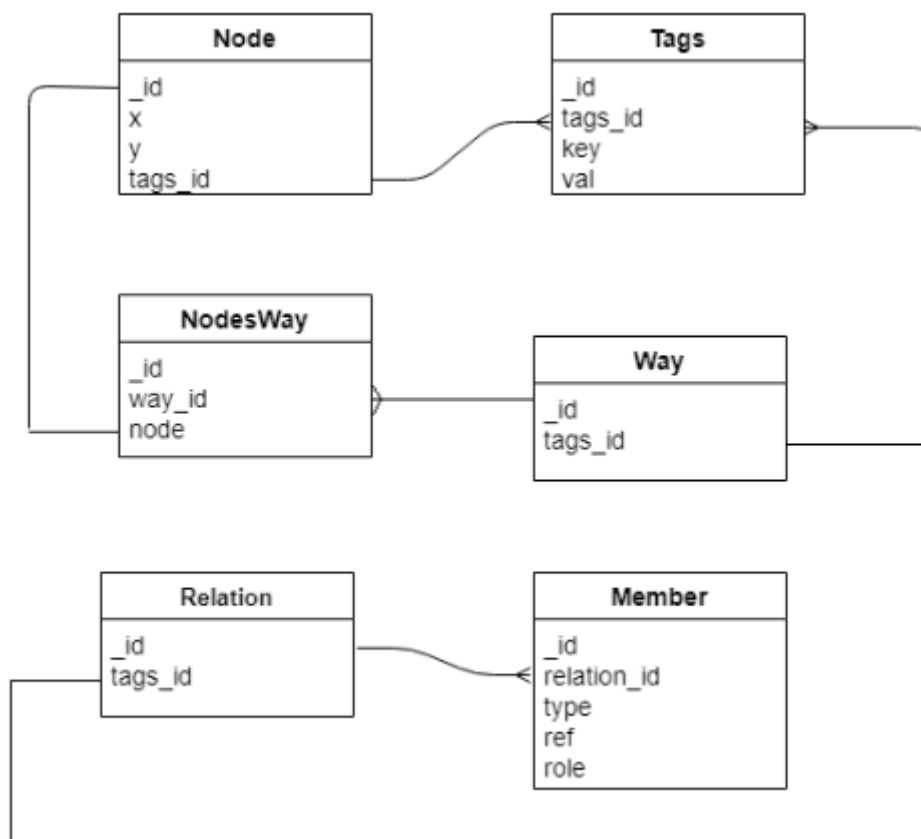 Node
_id
x
y
tags_id
Tags
_id
tags_id
key
val
NodesWay
_id
way_id
node
Way
_id
tags_id
Relation
_id
tags_id
Member
_id
relation_id
type
ref
role